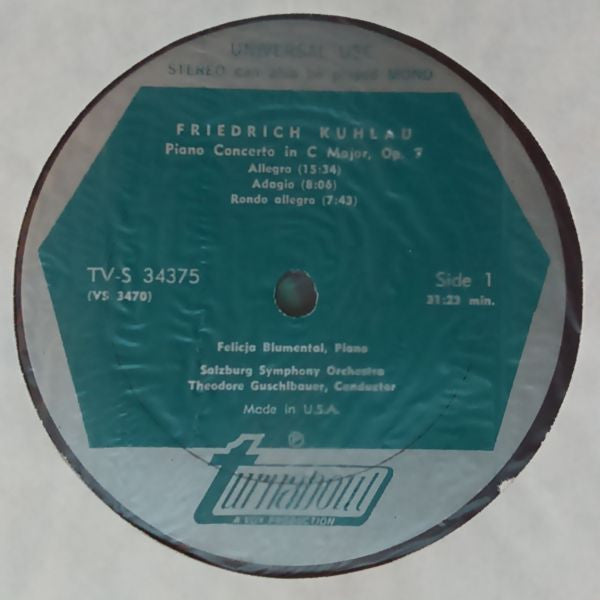 UNIVERSAL USE
STEREO can also be played MONO
FRIEDRICH KUHLAU
Piano Concerto in C Major, Op. 7
Allegro (15:34)
Adagio (8:06)
Rondo allegro (7:43)
TV-S 34375
(VS 3470)
Side 1
31:23 min.
Felicja Blumental, Piano
Salzburg Symphony Orchestra
Theodore Guschlbauer, Conductor
Made in U.S.A.
℗
turnabout
A VOX PRODUCTION